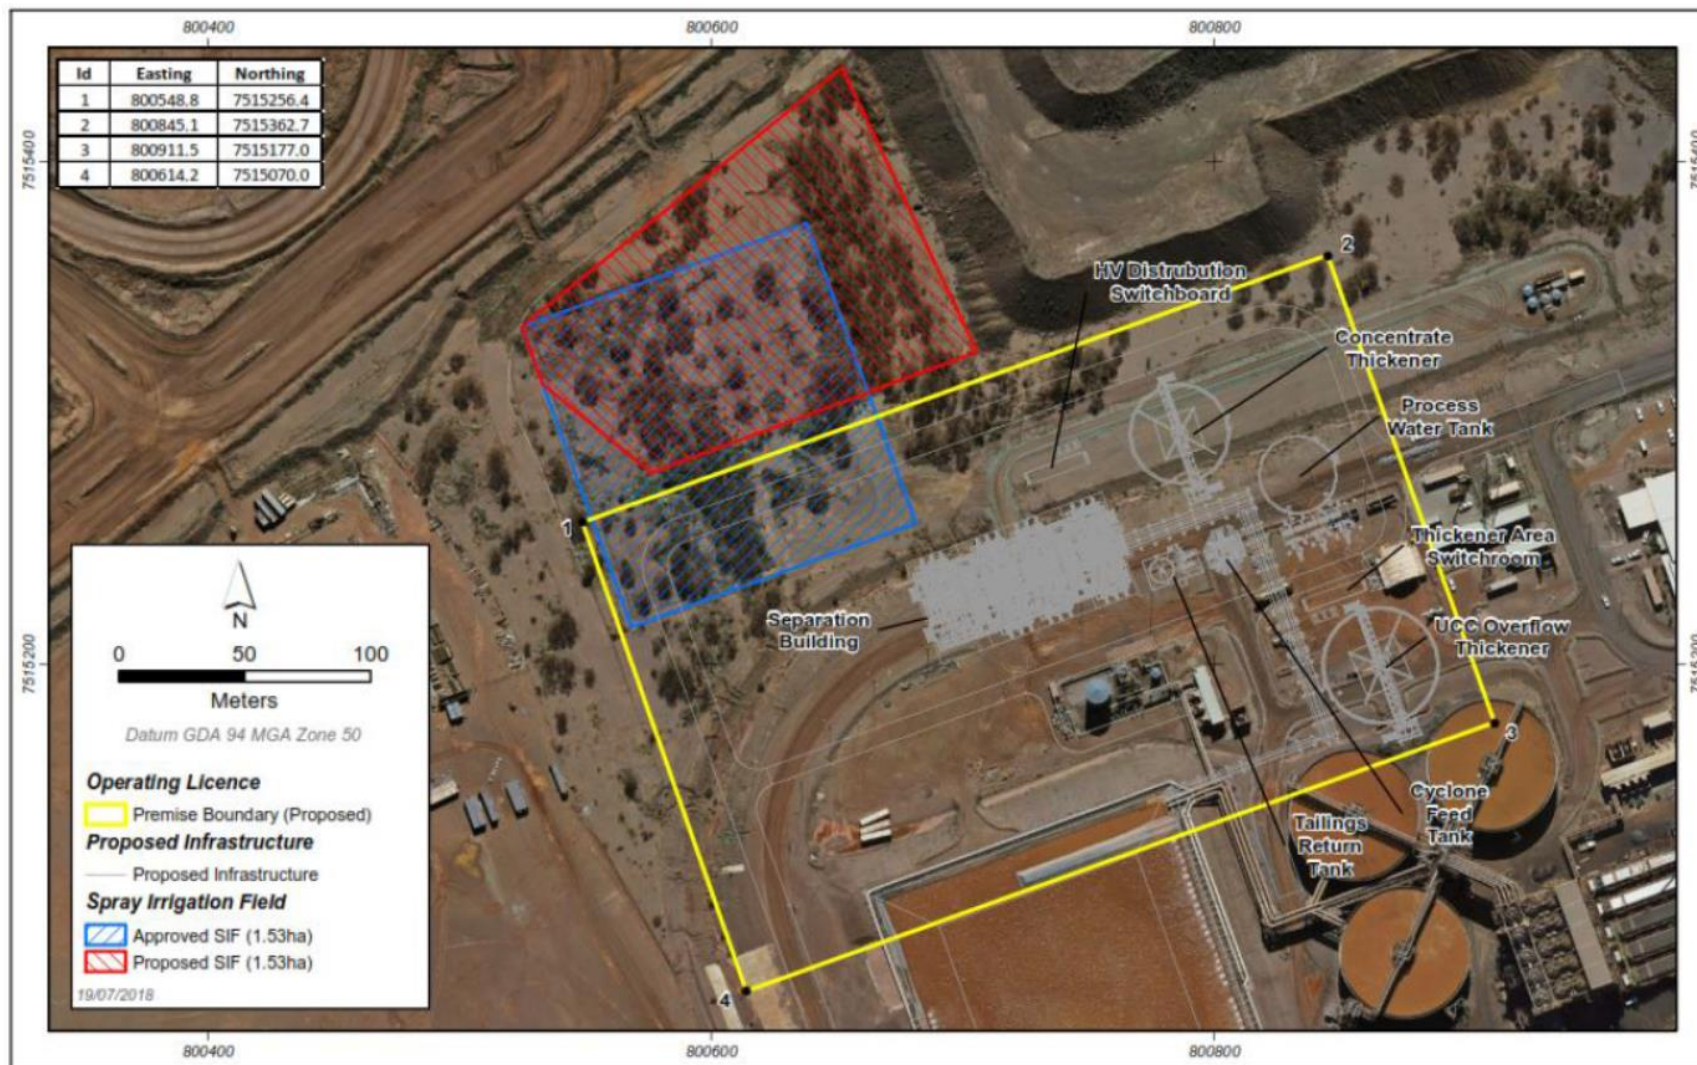 800400 800600 800800
Id Easting Northing
1 800548.8 7515256.4
2 800845.1 7515362.7
3 800911.5 7515177.0
4 800614.2 7515070.0
7515400
7515400
2
HV Distrubution
Switchboard
Concentrate
Thickener
Process
Water Tank
1
Thickener Area
Switchroom
Separation
Building
UCC Overflow
Thickener
7515200
7515200
3
Cyclone
Feed
Tank
Tailings
Return
Tank
4
N
0 50 100
Meters
Datum GDA 94 MGA Zone 50
Operating Licence
Premise Boundary (Proposed)
Proposed Infrastructure
Proposed Infrastructure
Spray Irrigation Field
Approved SIF (1.53ha)
Proposed SIF (1.53ha)
19/07/2018
800400 800600 800800